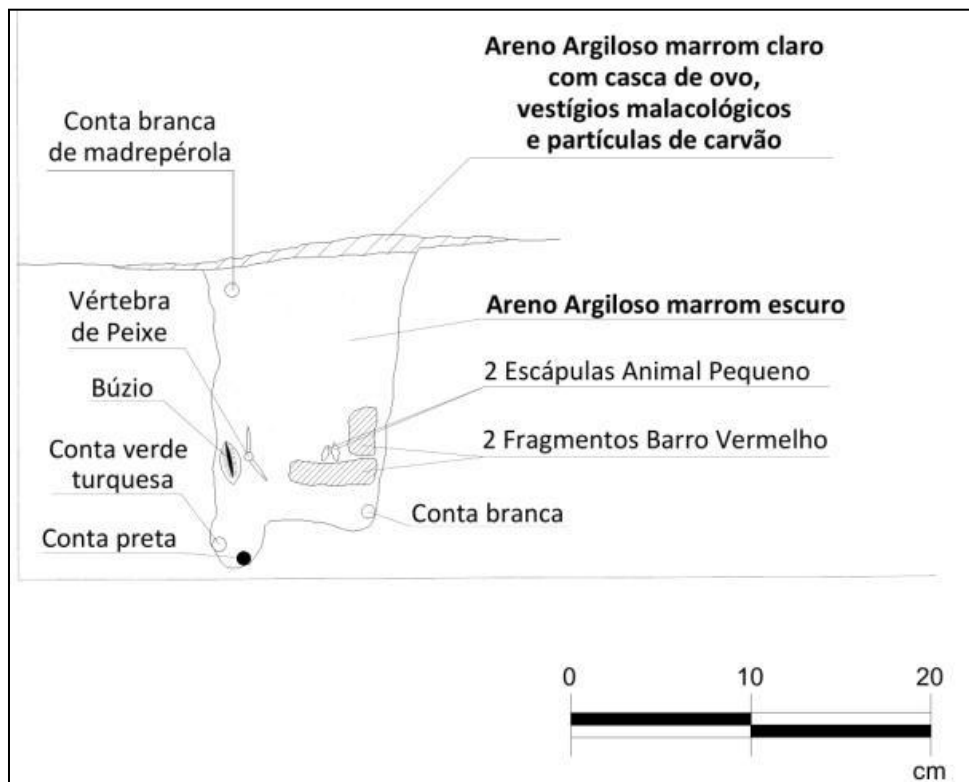 Areno Argiloso marrom claro
com casca de ovo,
vestígios malacológicos
e partículas de carvão
Conta branca
de madrepérola
Vértebra
de Peixe
Areno Argiloso marrom escuro
2 Escápulas Animal Pequeno
Búzio
2 Fragmentos Barro Vermelho
Conta verde
turquesa
Conta branca
Conta preta
0 10 20
cm